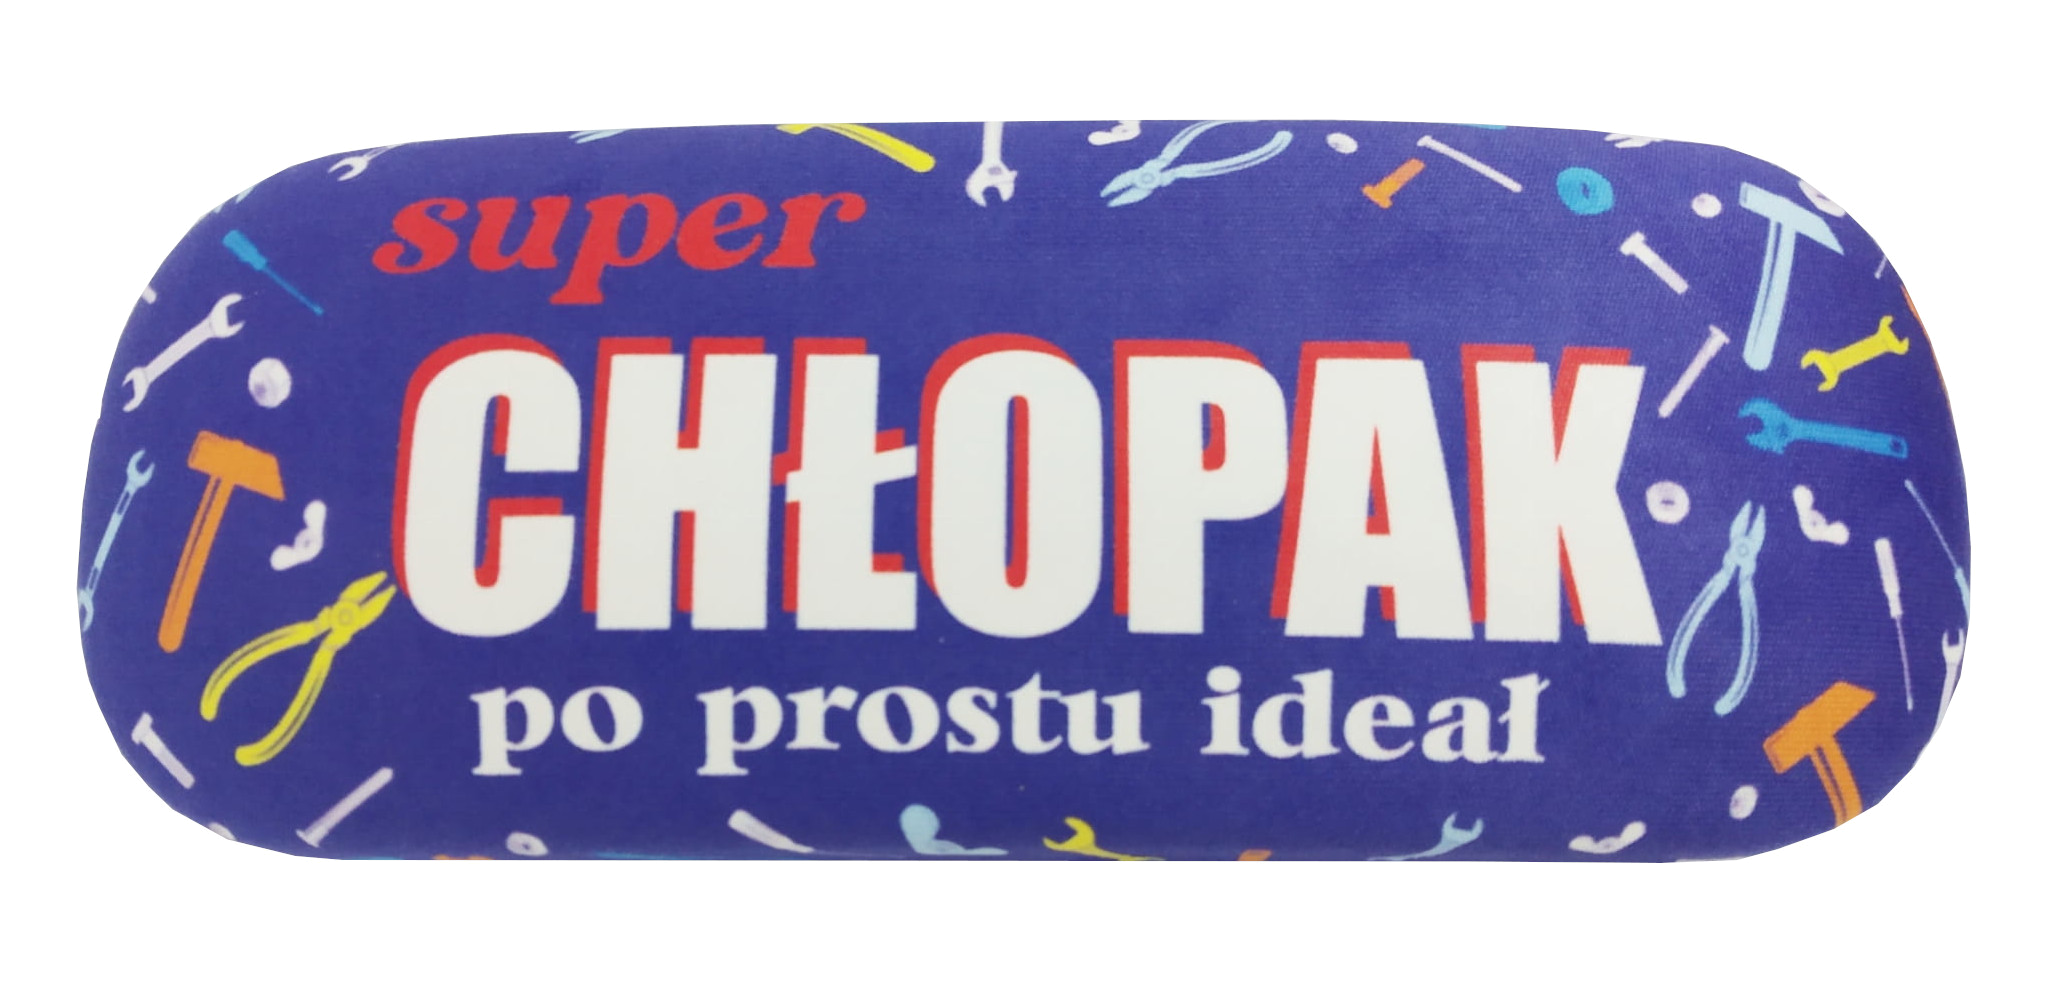 super
CHŁOPAK
po prostu ideał